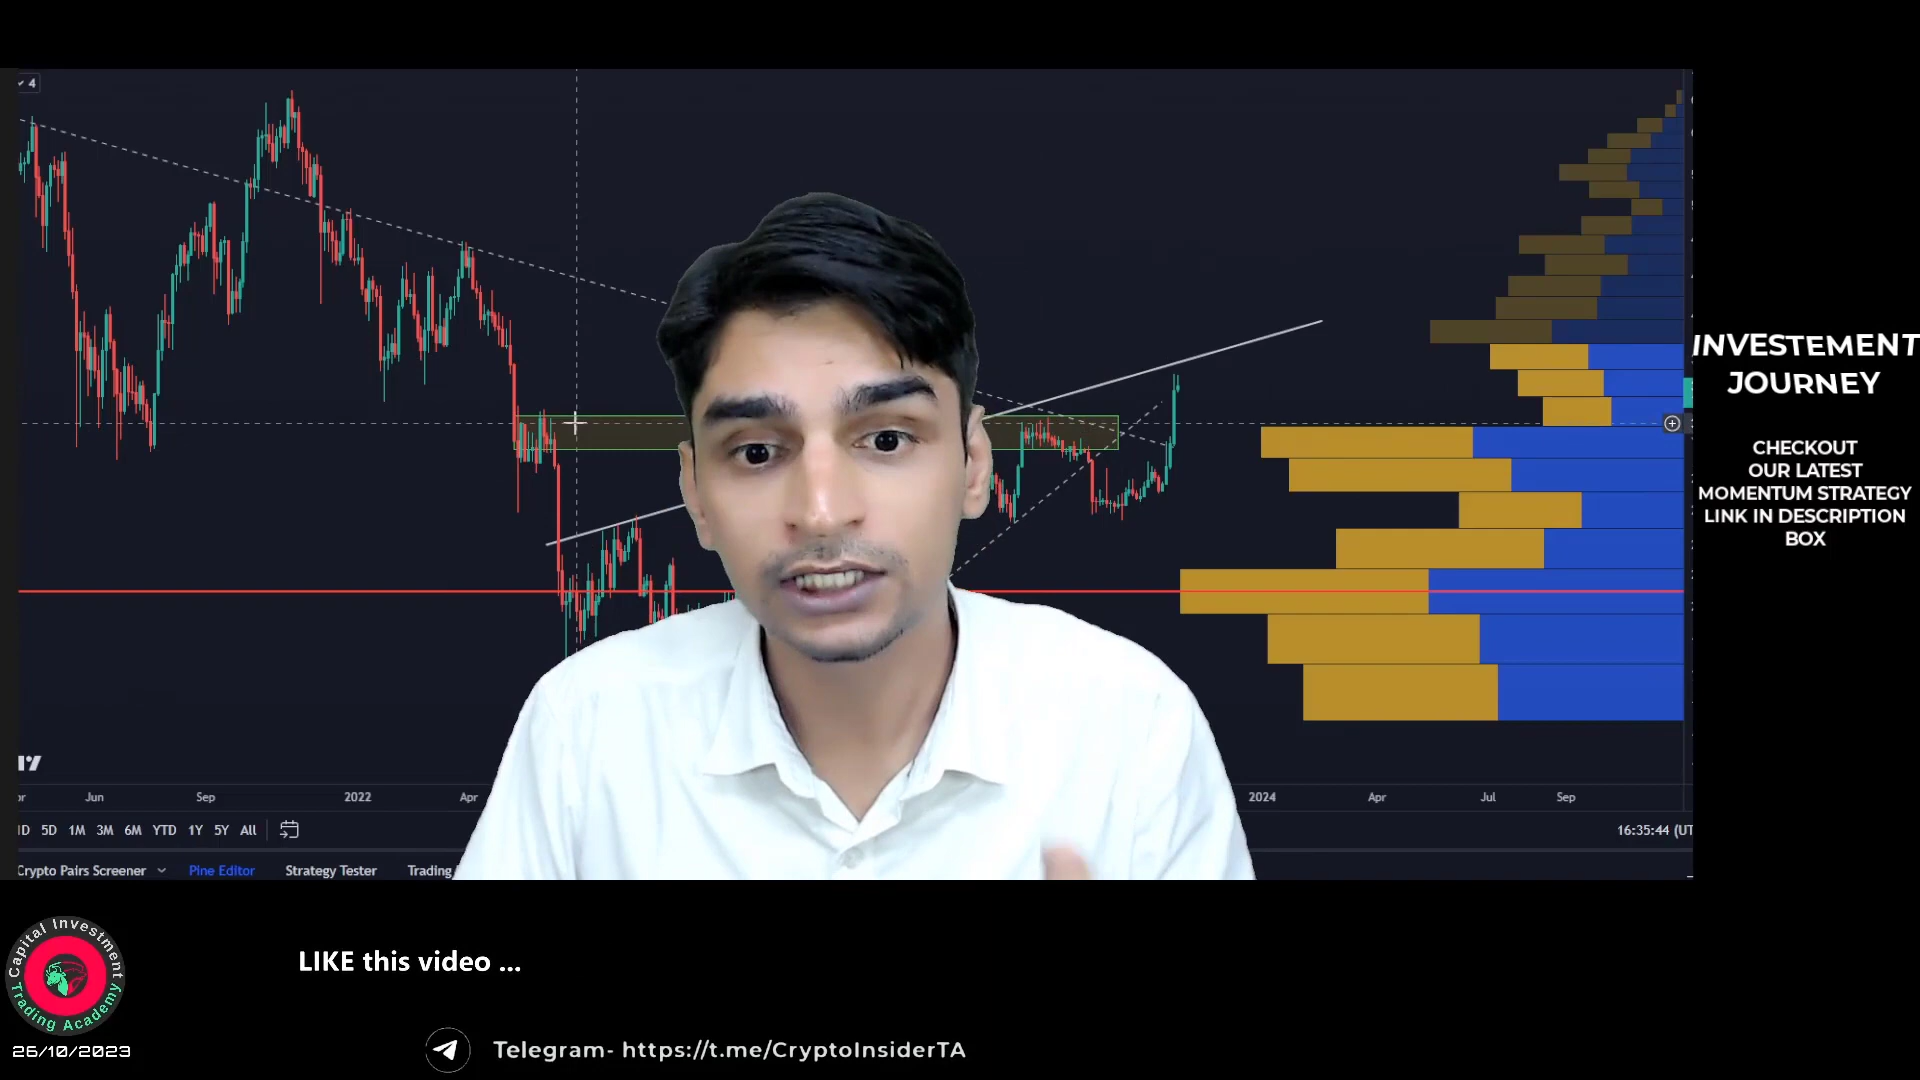 4
INVESTEMENT
JOURNEY
CHECKOUT
OUR LATEST
MOMENTUM STRATEGY
LINK IN DESCRIPTION
BOX
Jun Sep 2022 Apr 2024 Apr Jul Sep
5D 1M 3M 6M YTD 1Y 5Y All
16:35:44 (UT
Crypto Pairs Screener Pine Editor Strategy Tester Trading
Capital Investment
Trading Academy
26/10/2023
LIKE this video ...
Telegram- https://t.me/CryptoInsiderTA